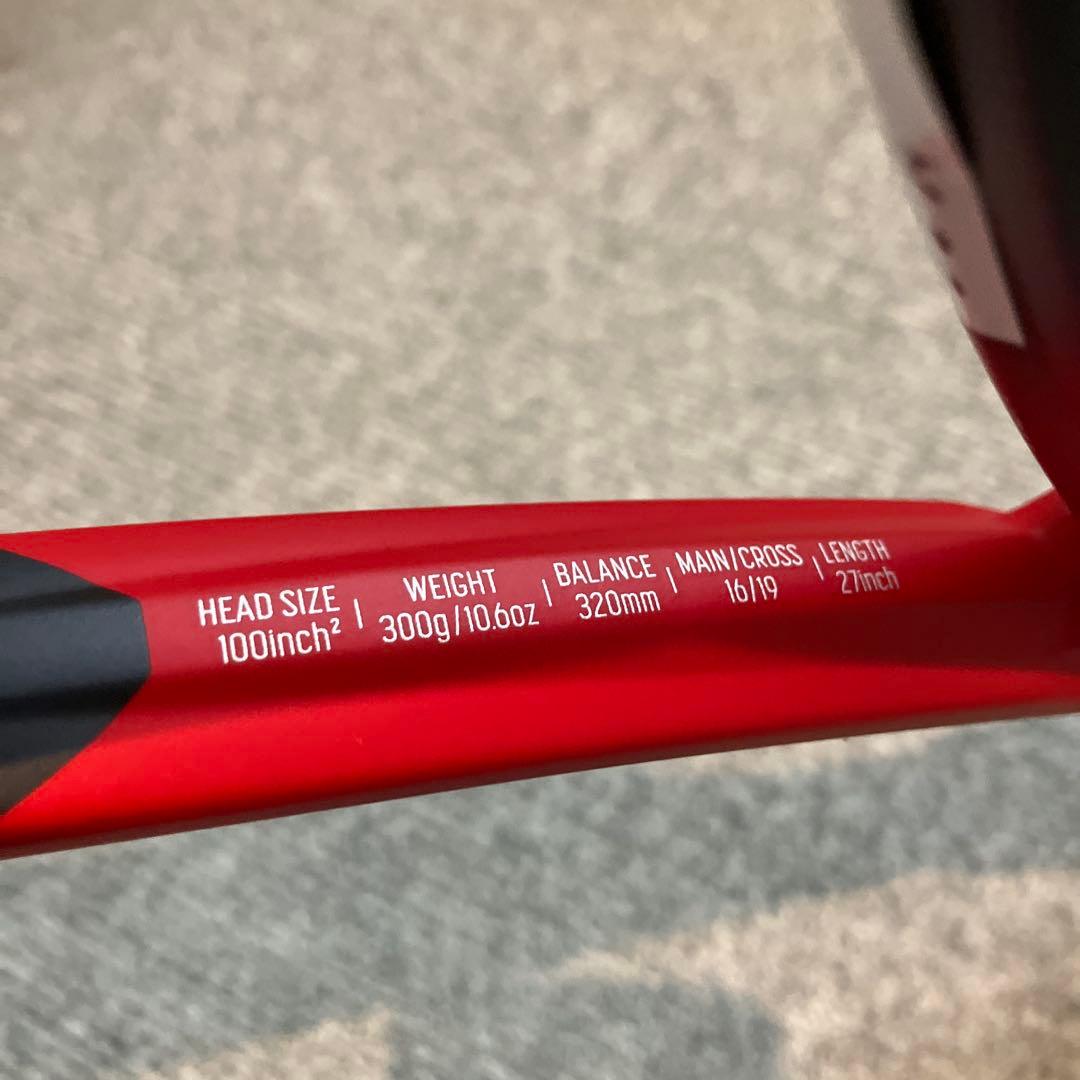 HEAD SIZE | WEIGHT | BALANCE | MAIN/CROSS | LENGTH
100inch² | 300g/10.6oz | 320mm | 16/19 | 27inch